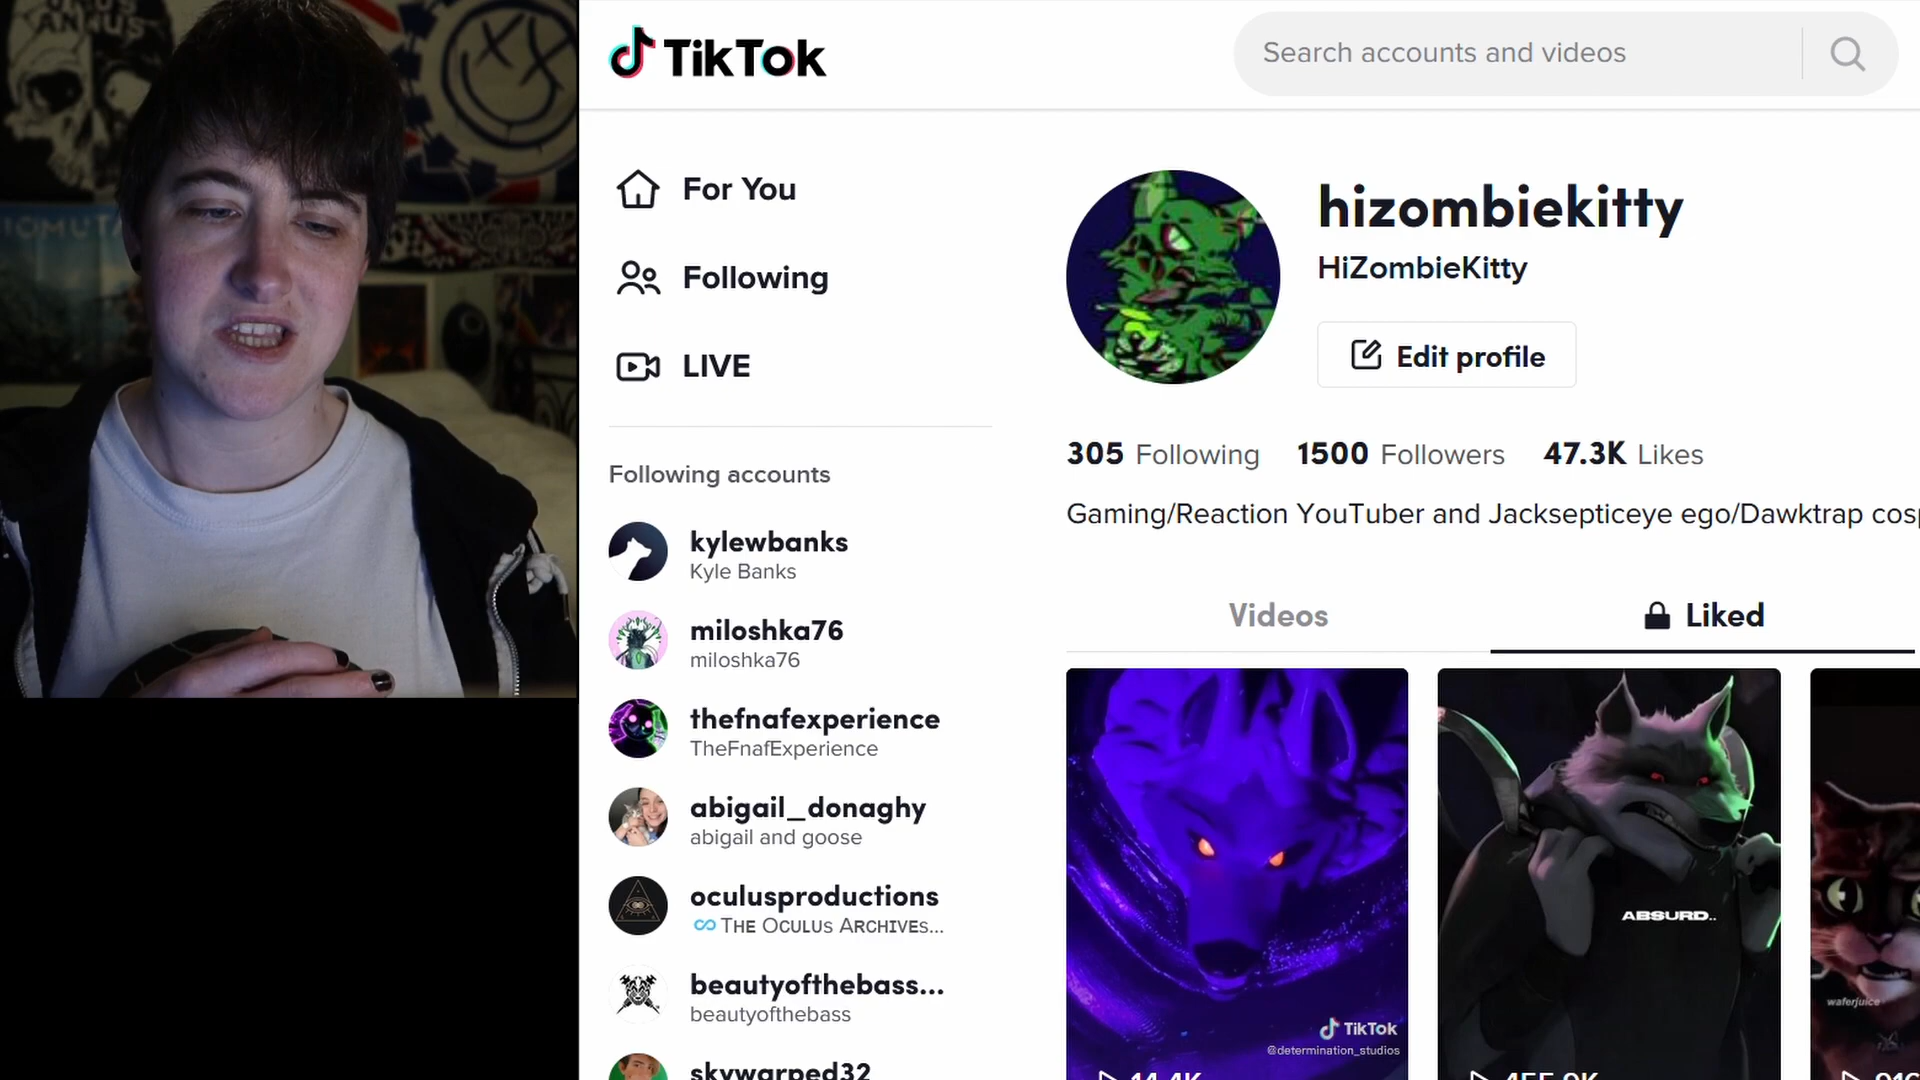 ANNUS
TikTok
Search accounts and videos
For You
Following
LIVE
Following accounts
kylewbanks
Kyle Banks
miloshka76
miloshka76
thefnafexperience
TheFnafExperience
abigail_donaghy
abigail and goose
oculusproductions
The Oculus Archives...
beautyofthebass...
beautyofthebass
skywarped32
hizombiekitty
HiZombieKitty
Edit profile
305 Following 1500 Followers 47.3K Likes
Gaming/Reaction YouTuber and Jacksepticeye ego/Dawktrap
Videos
Liked
TikTok
@determination_studios
ABSURD..
waferjuice